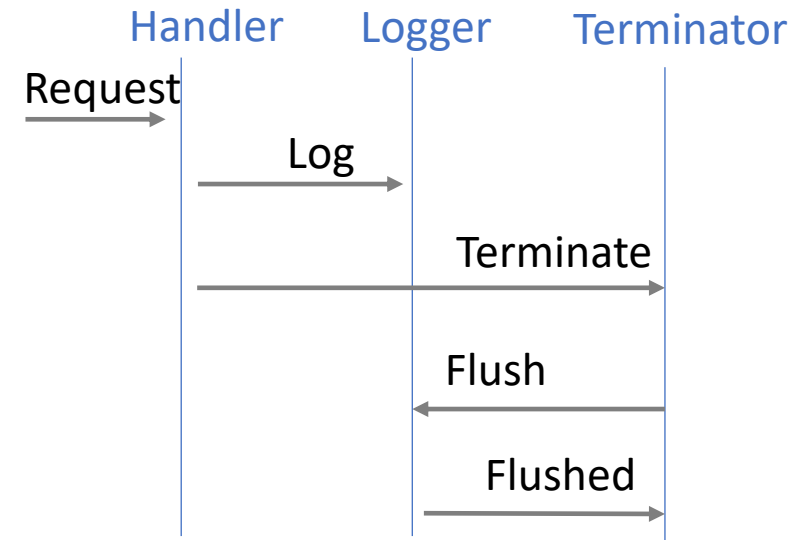 Handler Logger Terminator
Request
Log
Terminate
Flush
Flushed